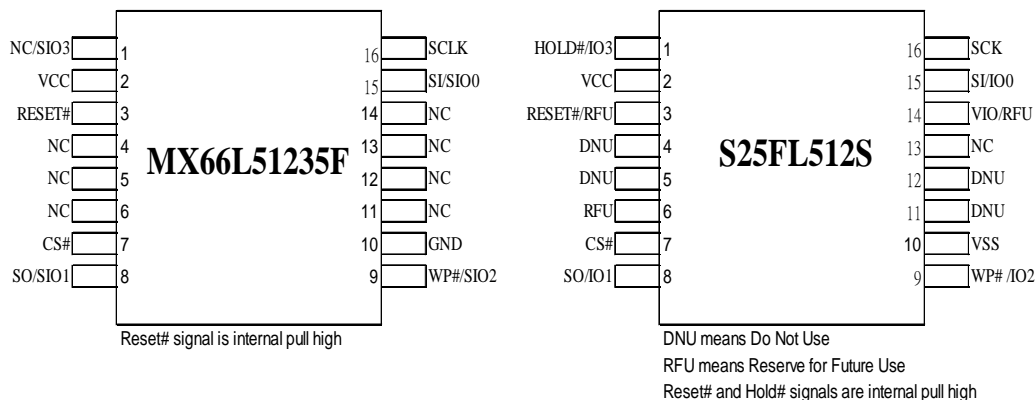 NC/SIO3 1 16 SCLK
VCC 2 15 SI/SIO0
RESET# 3 14 NC
NC 4 13 NC
NC 5 12 NC
NC 6 11 NC
CS# 7 10 GND
SO/SIO1 8 9 WP#/SIO2
MX66L51235F
Reset# signal is internal pull high
HOLD#/IO3 1 16 SCK
VCC 2 15 SI/IO0
RESET#/RFU 3 14 VIO/RFU
DNU 4 13 NC
DNU 5 12 DNU
RFU 6 11 DNU
CS# 7 10 VSS
SO/IO1 8 9 WP# /IO2
S25FL512S
DNU means Do Not Use
RFU means Reserve for Future Use
Reset# and Hold# signals are internal pull high